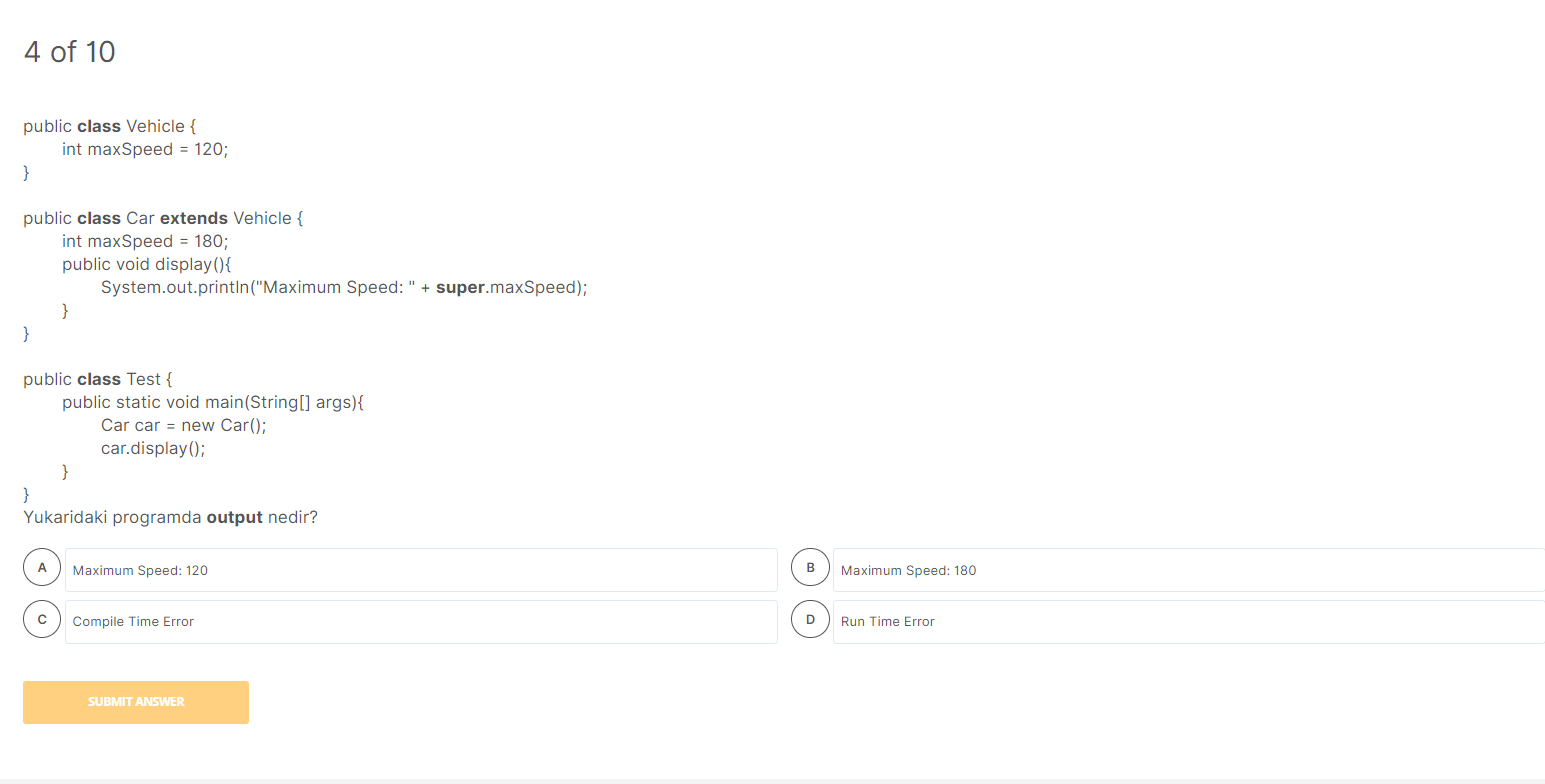 4 of 10
public class Vehicle {
int maxSpeed = 120;
}
public class Car extends Vehicle {
int maxSpeed = 180;
public void display(){
System.out.println("Maximum Speed: " + super.maxSpeed);
}
}
public class Test {
public static void main(String[] args){
Car car = new Car();
car.display();
}
}
Yukaridaki programda output nedir?
A Maximum Speed: 120
B Maximum Speed: 180
C Compile Time Error
D Run Time Error
SUBMIT ANSWER